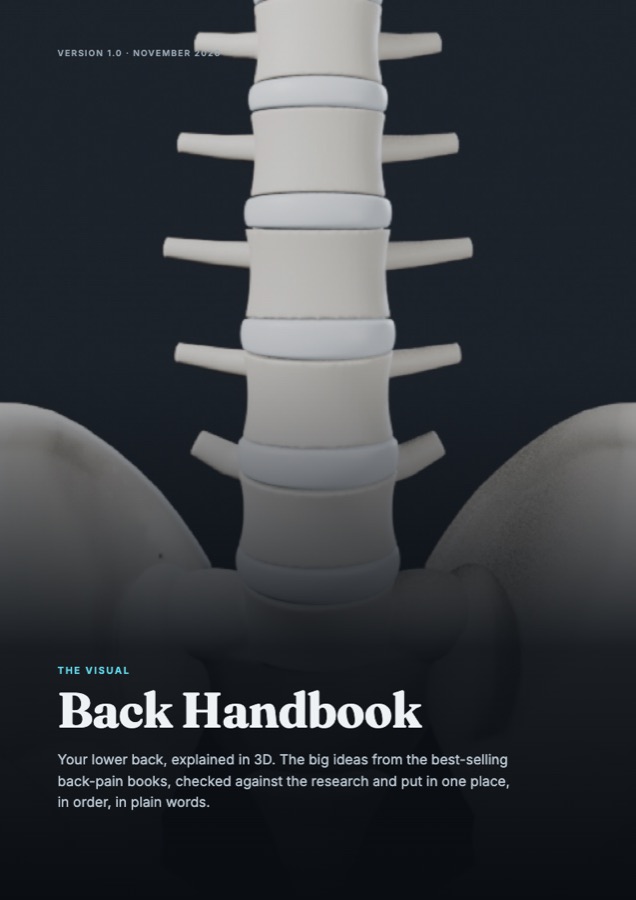 VERSION 1.0 · NOVEMBER 2026
THE VISUAL
Back Handbook
Your lower back, explained in 3D. The big ideas from the best-selling
back-pain books, checked against the research and put in one place,
in order, in plain words.